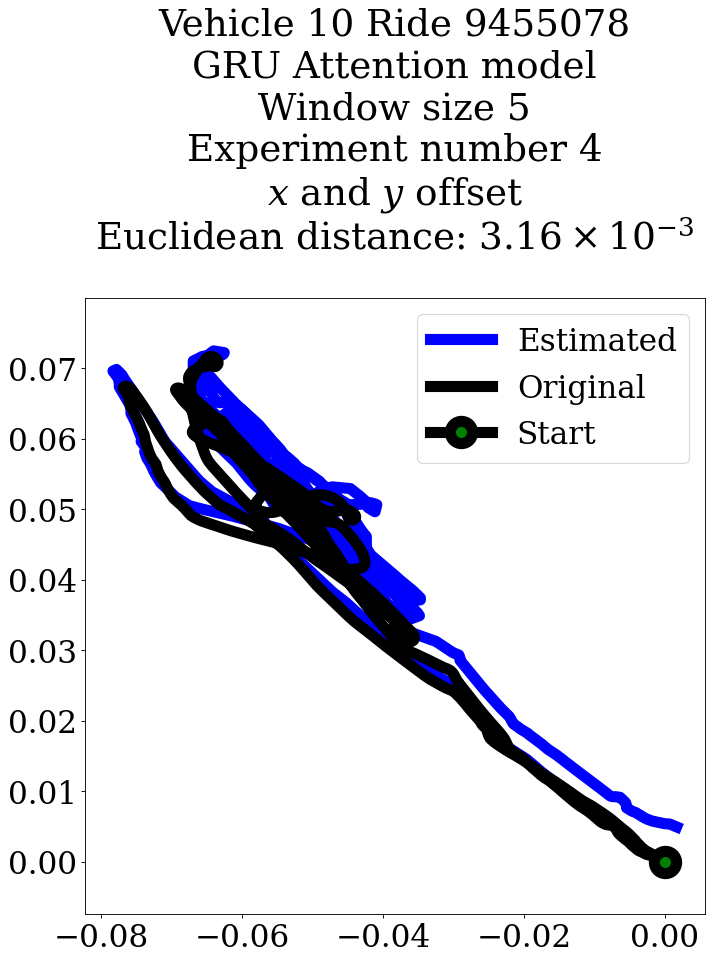 Vehicle 10 Ride 9455078
GRU Attention model
Window size 5
Experiment number 4
x and y offset
Euclidean distance: 3.16 × 10⁻³
Estimated
Original
Start
0.07
0.06
0.05
0.04
0.03
0.02
0.01
0.00
−0.08 −0.06 −0.04 −0.02 0.00